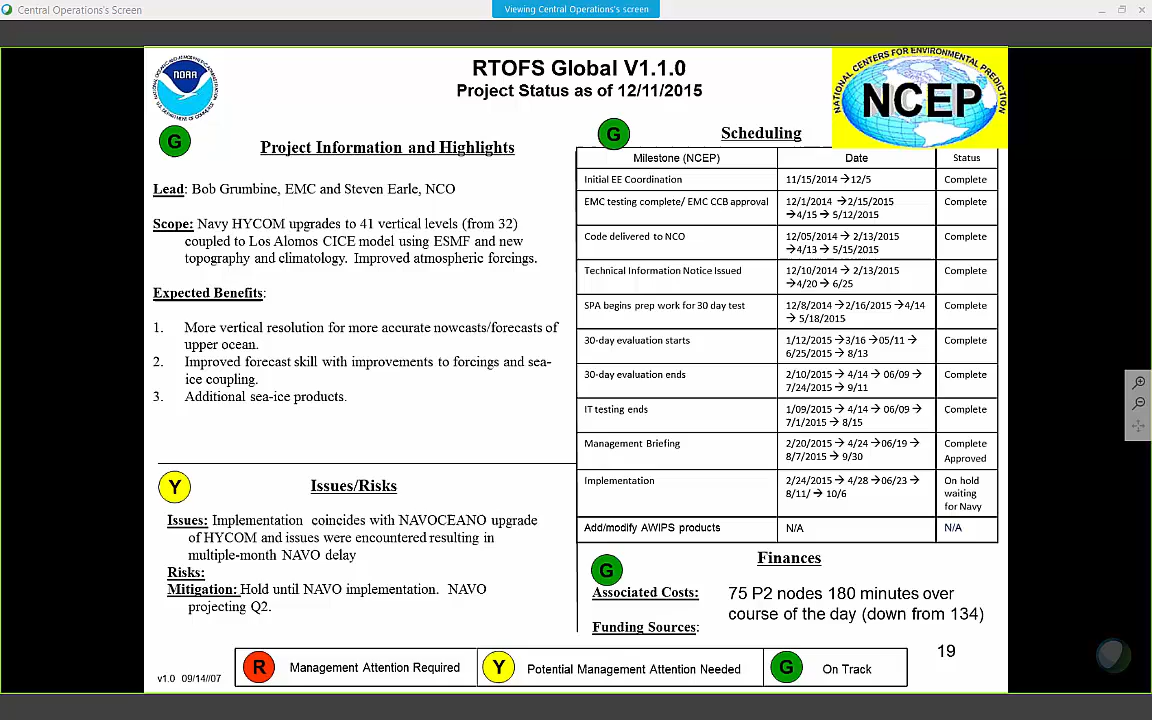 Central Operations's Screen
Viewing Central Operations's screen
NOAA
RTOFS Global V1.1.0
Project Status as of 12/11/2015
NATIONAL CENTERS FOR ENVIRONMENTAL PREDICTION
NCEP
G
Project Information and Highlights
Lead: Bob Grumbine, EMC and Steven Earle, NCO
Scope: Navy HYCOM upgrades to 41 vertical levels (from 32)
coupled to Los Alomos CICE model using ESMF and new
topography and climatology. Improved atmospheric forcings.
Expected Benefits:
1. More vertical resolution for more accurate nowcasts/forecasts of
upper ocean.
2. Improved forecast skill with improvements to forcings and sea-
ice coupling.
3. Additional sea-ice products.
Y
Issues/Risks
Issues: Implementation coincides with NAVOCEANO upgrade
of HYCOM and issues were encountered resulting in
multiple-month NAVO delay
Risks:
Mitigation: Hold until NAVO implementation. NAVO
projecting Q2.
G
Scheduling
Milestone (NCEP) Date Status
Initial EE Coordination 11/15/2014 → 12/5 Complete
EMC testing complete/ EMC CCB approval 12/1/2014 → 2/15/2015 Complete
→ 4/15 → 5/12/2015
Code delivered to NCO 12/05/2014 → 2/13/2015 Complete
→ 4/13 → 5/15/2015
Technical Information Notice Issued 12/10/2014 → 2/13/2015 Complete
→ 4/20 → 6/25
SPA begins prep work for 30 day test 12/8/2014 → 2/16/2015 → 4/14 Complete
→ 5/18/2015
30-day evaluation starts 1/12/2015 → 3/16 → 05/11 → Complete
6/25/2015 → 8/13
30-day evaluation ends 2/10/2015 → 4/14 → 06/09 → Complete
7/24/2015 → 9/11
IT testing ends 1/09/2015 → 4/14 → 06/09 → Complete
7/1/2015 → 8/15
Management Briefing 2/20/2015 → 4/24 → 06/19 → Complete
8/7/2015 → 9/30 Approved
Implementation 2/24/2015 → 4/28 → 06/23 → On hold
8/11/ → 10/6 waiting
for Navy
Add/modify AWIPS products N/A N/A
G
Finances
Associated Costs: 75 P2 nodes 180 minutes over
course of the day (down from 134)
Funding Sources:
19
v1.0 09/14//07
R Management Attention Required
Y Potential Management Attention Needed
G On Track